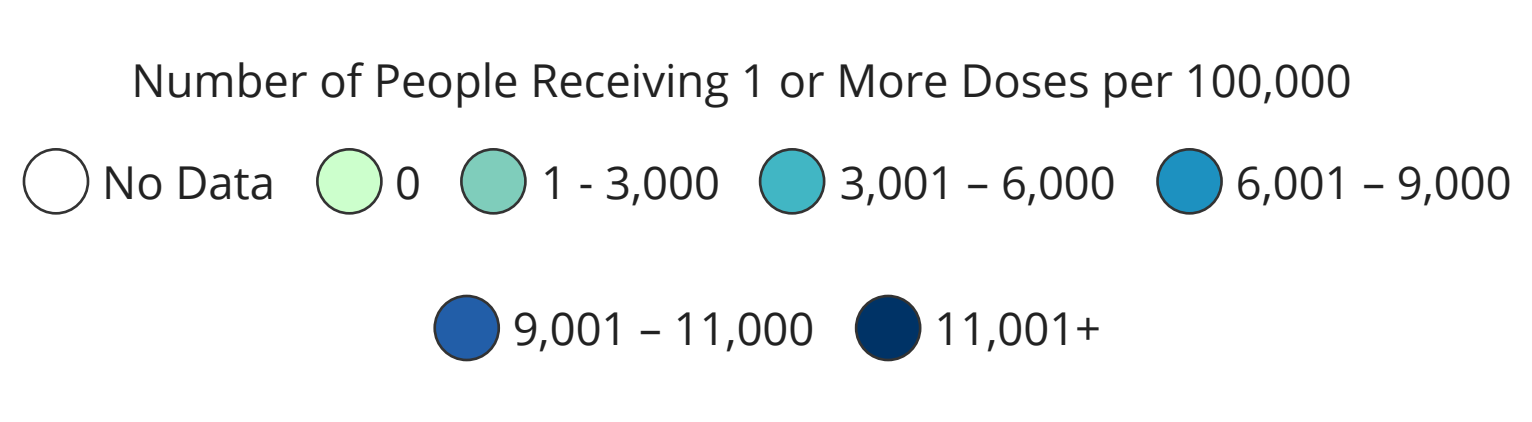 Number of People Receiving 1 or More Doses per 100,000
No Data 0 1 - 3,000 3,001 – 6,000 6,001 – 9,000
9,001 – 11,000 11,001+